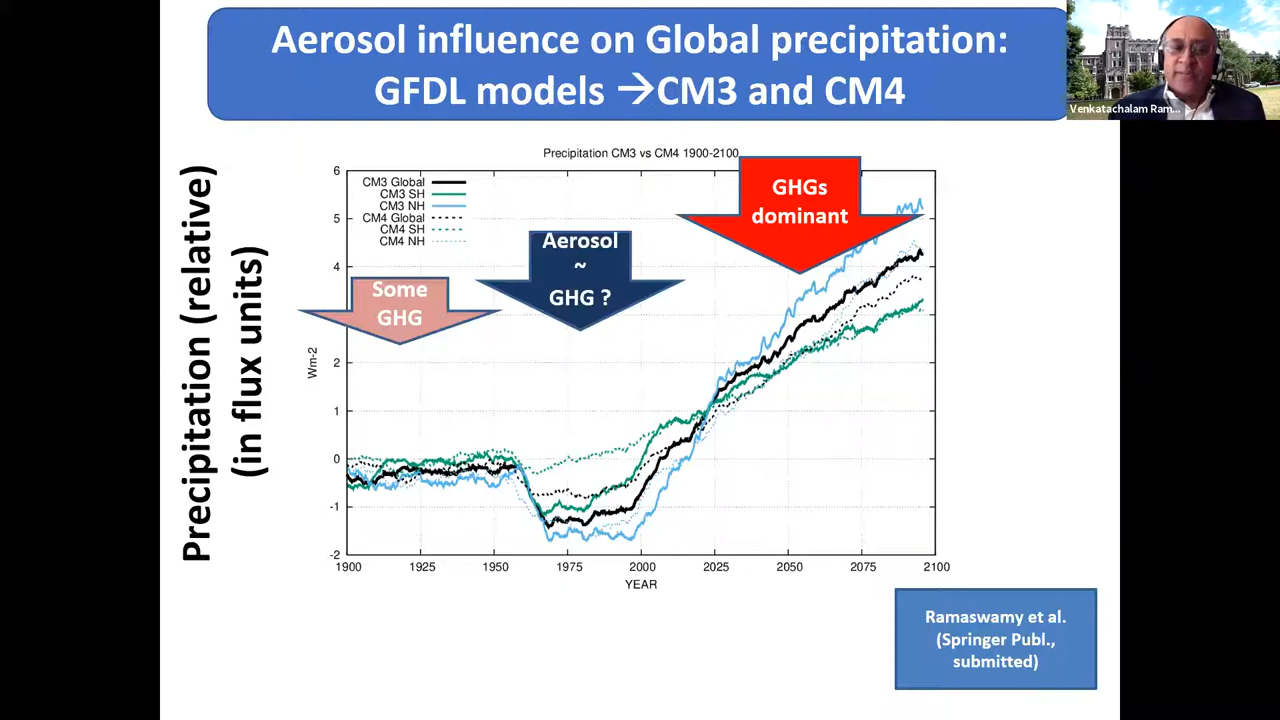 Aerosol influence on Global precipitation:
GFDL models →CM3 and CM4
Venkatachalam Ram...
Precipitation (relative)
(in flux units)
Precipitation CM3 vs CM4 1900-2100
CM3 Global
CM3 SH
CM3 NH
CM4 Global
CM4 SH
CM4 NH
Some
GHG
Aerosol
~
GHG ?
GHGs
dominant
6
5
4
2
1
0
-1
-2
Wm-2
1900 1925 1950 1975 2000 2025 2050 2075 2100
YEAR
Ramaswamy et al.
(Springer Publ.,
submitted)